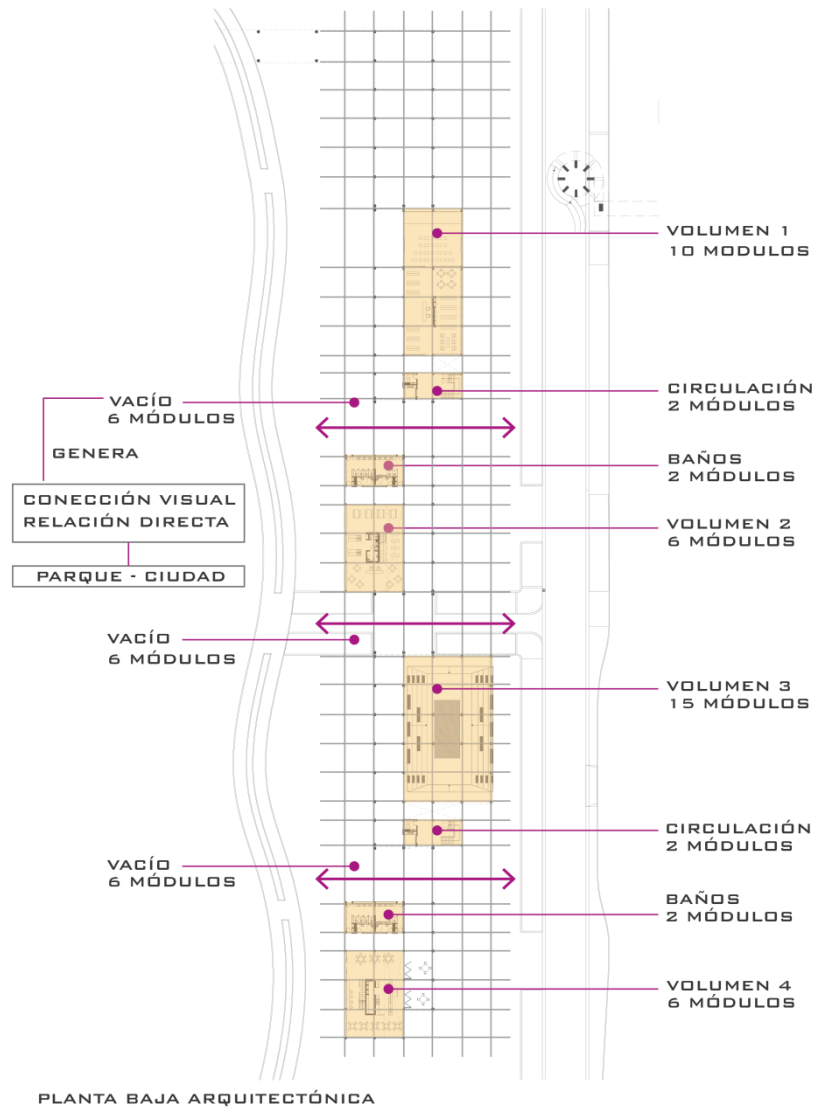 VOLUMEN 1
10 MODULOS
VACÍO
6 MÓDULOS
CIRCULACIÓN
2 MÓDULOS
GENERA
BAÑOS
2 MÓDULOS
CONECCIÓN VISUAL
RELACIÓN DIRECTA
VOLUMEN 2
6 MÓDULOS
PARQUE - CIUDAD
VACÍO
6 MÓDULOS
VOLUMEN 3
15 MÓDULOS
CIRCULACIÓN
2 MÓDULOS
VACÍO
6 MÓDULOS
BAÑOS
2 MÓDULOS
VOLUMEN 4
6 MÓDULOS
PLANTA BAJA ARQUITECTÓNICA